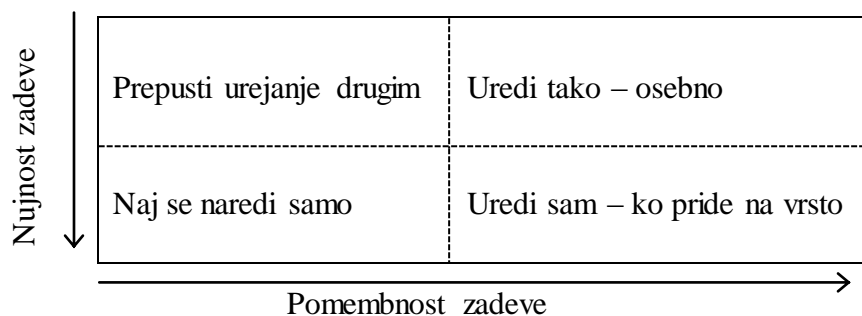 Nujnost zadeve
Prepusti urejanje drugim
Uredi tako – osebno
Naj se naredi samo
Uredi sam – ko pride na vrsto
Pomembnost zadeve